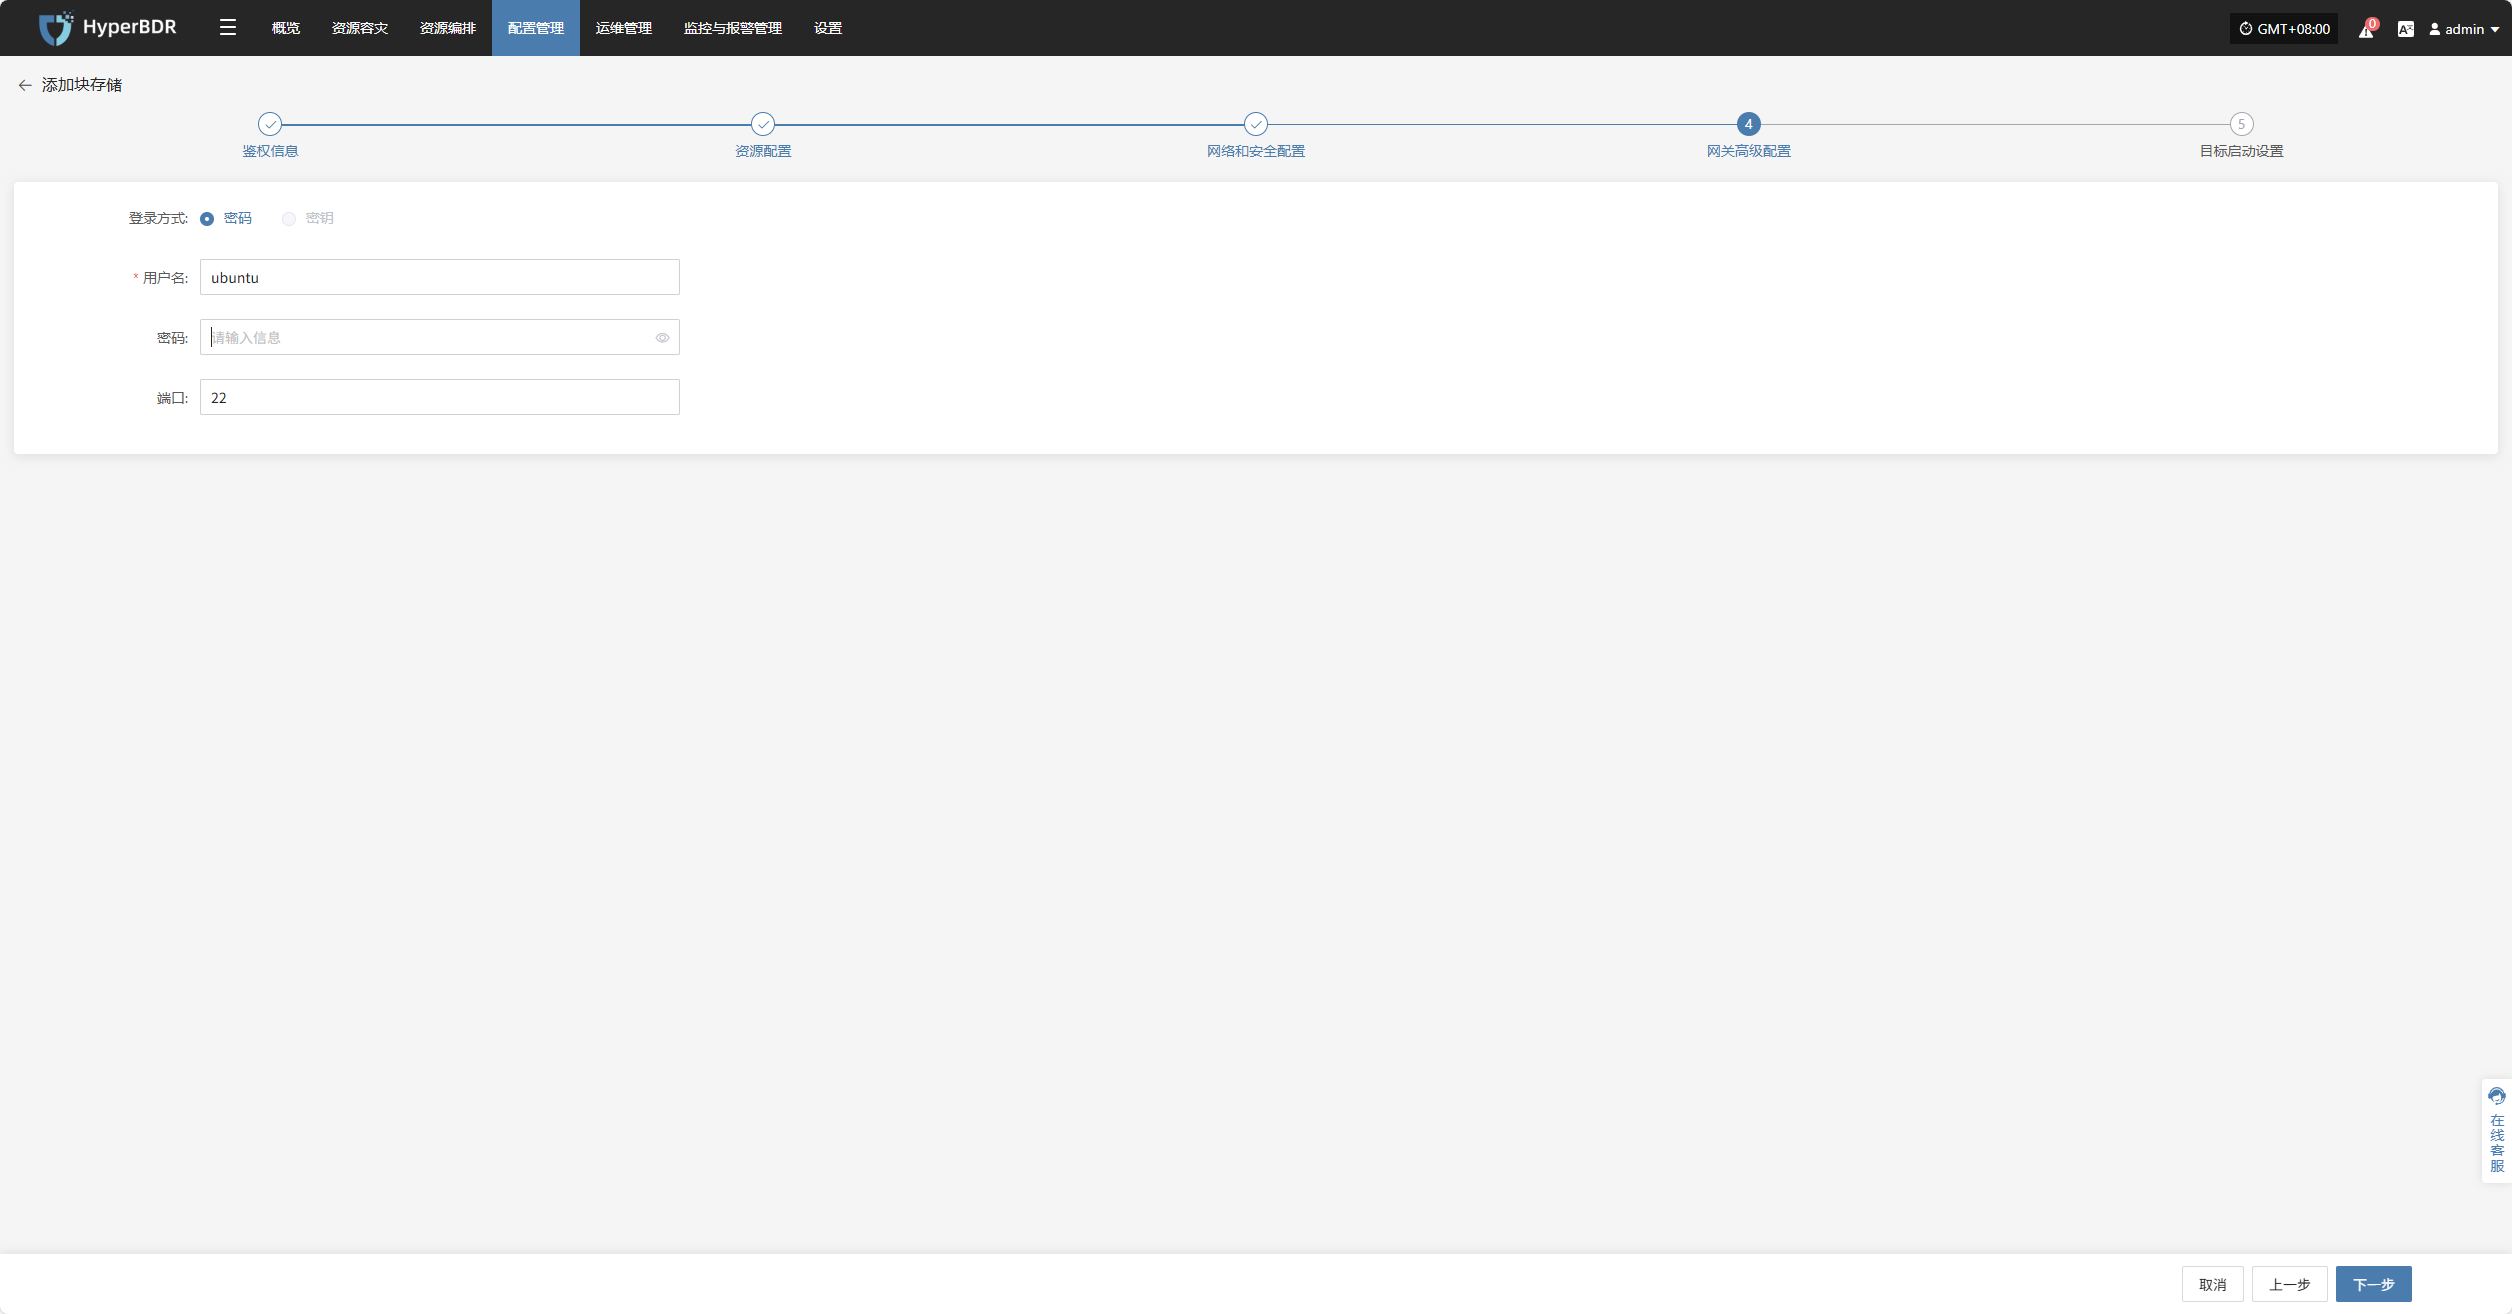 HyperBDR
概览 资源容灾 资源编排 配置管理 运维管理 监控与报警管理 设置
GMT+08:00 0 admin
添加块存储
4 5
鉴权信息 资源配置 网络和安全配置 网关高级配置 目标启动设置
登录方式: 密码 密钥
* 用户名: ubuntu
密码: 请输入信息
端口: 22
在线客服
取消 上一步 下一步